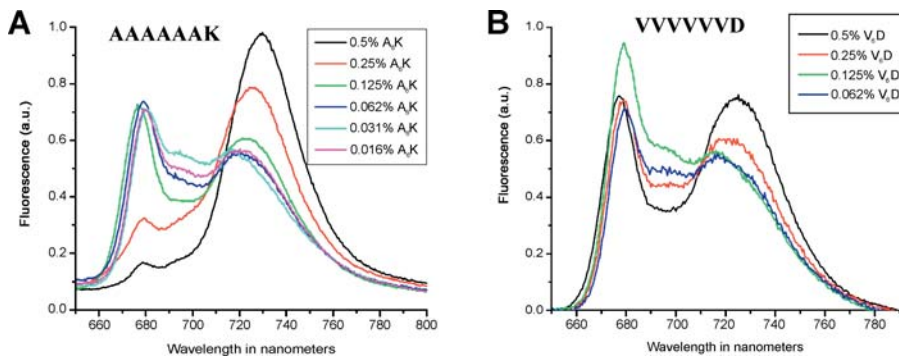 A
AAAAAAK
0.5% A₆K
0.25% A₆K
0.125% A₆K
0.062% A₆K
0.031% A₆K
0.016% A₆K
Fluorescence (a.u.)
1.0
0.8
0.6
0.4
0.2
0.0
660 680 700 720 740 760 780 800
Wavelength in nanometers
B
VVVVVVD
0.5% V₆D
0.25% V₆D
0.125% V₆D
0.062% V₆D
Fluorescence (a.u.)
1.0
0.8
0.6
0.4
0.2
0.0
660 680 700 720 740 760 780
Wavelength in nanometers